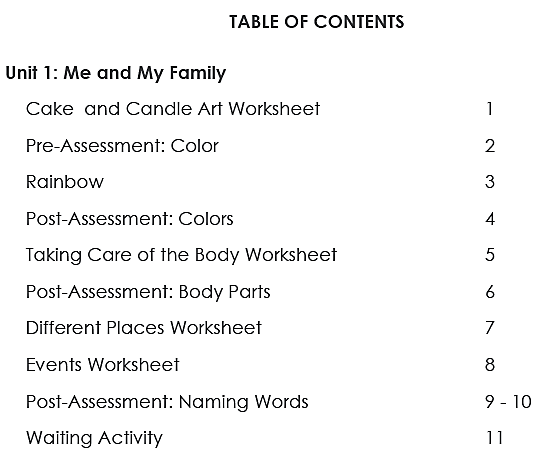 TABLE OF CONTENTS
Unit 1: Me and My Family
Cake and Candle Art Worksheet 1
Pre-Assessment: Color 2
Rainbow 3
Post-Assessment: Colors 4
Taking Care of the Body Worksheet 5
Post-Assessment: Body Parts 6
Different Places Worksheet 7
Events Worksheet 8
Post-Assessment: Naming Words 9 - 10
Waiting Activity 11